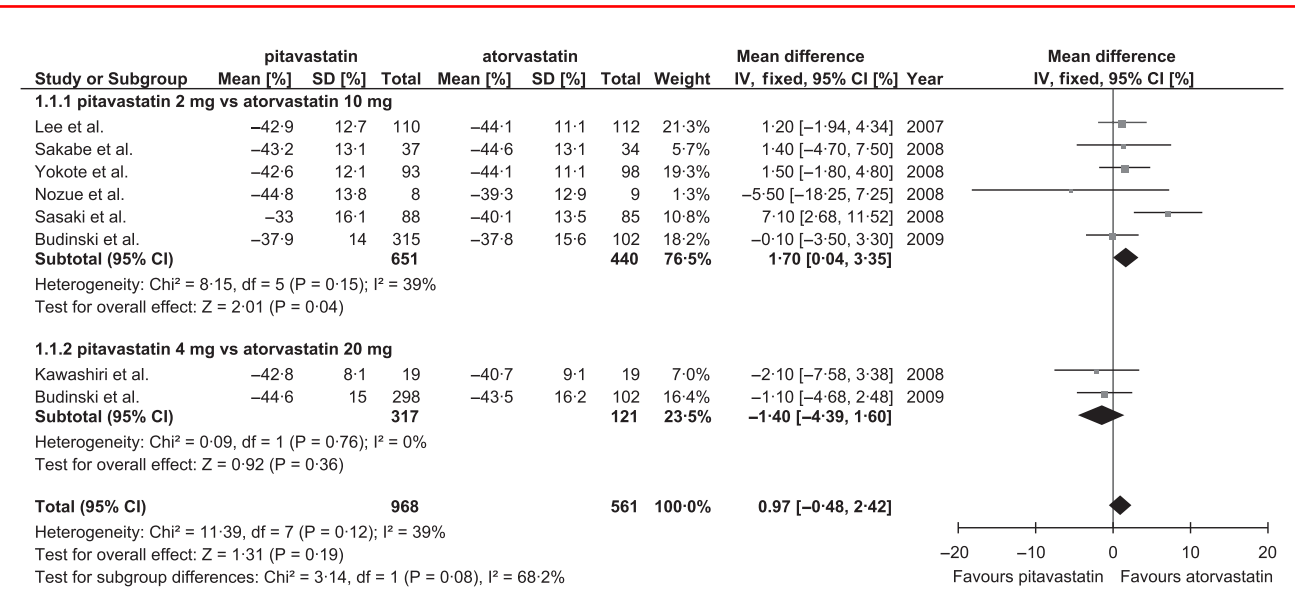 pitavastatin atorvastatin Mean difference Mean difference
Study or Subgroup Mean [%] SD [%] Total Mean [%] SD [%] Total Weight IV, fixed, 95% CI [%] Year IV, fixed, 95% CI [%]
1.1.1 pitavastatin 2 mg vs atorvastatin 10 mg
Lee et al. −42·9 12·7 110 −44·1 11·1 112 21·3% 1·20 [−1·94, 4·34] 2007
Sakabe et al. −43·2 13·1 37 −44·6 13·1 34 5·7% 1·40 [−4·70, 7·50] 2008
Yokote et al. −42·6 12·1 93 −44·1 11·1 98 19·3% 1·50 [−1·80, 4·80] 2008
Nozue et al. −44·8 13·8 8 −39·3 12·9 9 1·3% −5·50 [−18·25, 7·25] 2008
Sasaki et al. −33 16·1 88 −40·1 13·5 85 10·8% 7·10 [2·68, 11·52] 2008
Budinski et al. −37·9 14 315 −37·8 15·6 102 18·2% −0·10 [−3·50, 3·30] 2009
Subtotal (95% CI) 651 440 76·5% 1·70 [0·04, 3·35]
Heterogeneity: Chi² = 8·15, df = 5 (P = 0·15); I² = 39%
Test for overall effect: Z = 2·01 (P = 0·04)
1.1.2 pitavastatin 4 mg vs atorvastatin 20 mg
Kawashiri et al. −42·8 8·1 19 −40·7 9·1 19 7·0% −2·10 [−7·58, 3·38] 2008
Budinski et al. −44·6 15 298 −43·5 16·2 102 16·4% −1·10 [−4·68, 2·48] 2009
Subtotal (95% CI) 317 121 23·5% −1·40 [−4·39, 1·60]
Heterogeneity: Chi² = 0·09, df = 1 (P = 0·76); I² = 0%
Test for overall effect: Z = 0·92 (P = 0·36)
Total (95% CI) 968 561 100·0% 0.97 [−0·48, 2·42]
Heterogeneity: Chi² = 11·39, df = 7 (P = 0·12); I² = 39%
Test for overall effect: Z = 1·31 (P = 0·19)
Test for subgroup differences: Chi² = 3·14, df = 1 (P = 0·08), I² = 68·2%
−20 −10 0 10 20
Favours pitavastatin Favours atorvastatin